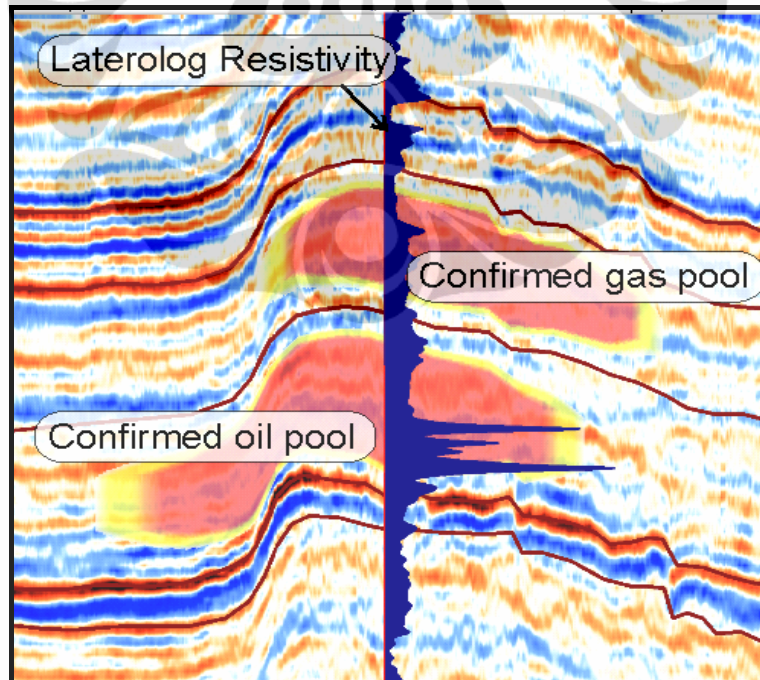 Laterolog Resistivity
Confirmed gas pool
Confirmed oil pool